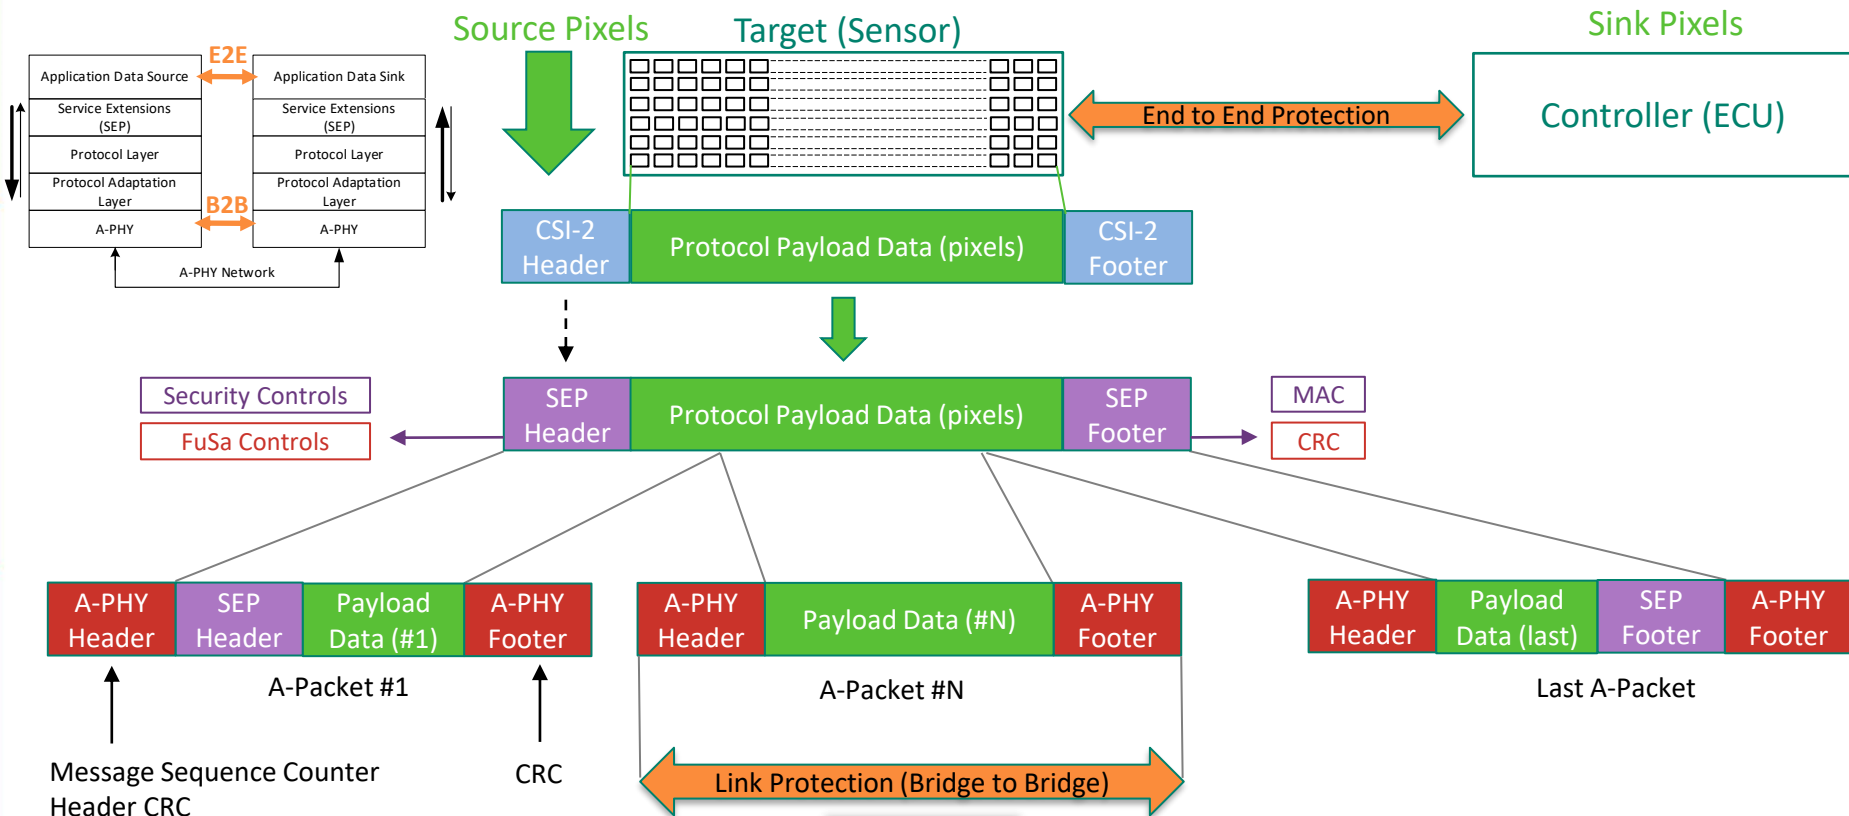 Source Pixels
Target (Sensor)
Sink Pixels
E2E
Application Data Source
Application Data Sink
Service Extensions
(SEP)
Service Extensions
(SEP)
Protocol Layer
Protocol Layer
Protocol Adaptation
Layer
Protocol Adaptation
Layer
B2B
A-PHY
A-PHY
A-PHY Network
End to End Protection
Controller (ECU)
CSI-2
Header
Protocol Payload Data (pixels)
CSI-2
Footer
Security Controls
FuSa Controls
SEP
Header
Protocol Payload Data (pixels)
SEP
Footer
MAC
CRC
A-PHY
Header
SEP
Header
Payload
Data (#1)
A-PHY
Footer
A-PHY
Header
Payload Data (#N)
A-PHY
Footer
A-PHY
Header
Payload
Data (last)
SEP
Footer
A-PHY
Footer
A-Packet #1
A-Packet #N
Last A-Packet
Message Sequence Counter
Header CRC
CRC
Link Protection (Bridge to Bridge)